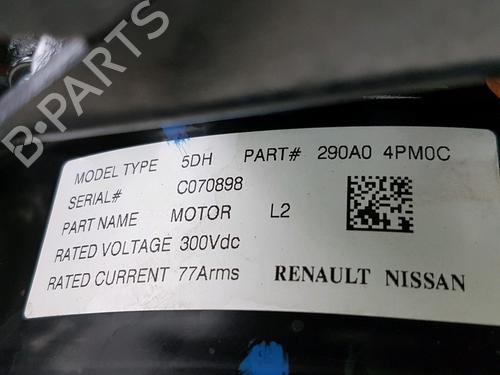 B-PARTS
MODEL TYPE 5DH PART# 290A0 4PM0C
SERIAL# C070898
PART NAME MOTOR L2
RATED VOLTAGE 300Vdc
RATED CURRENT 77Arms RENAULT NISSAN